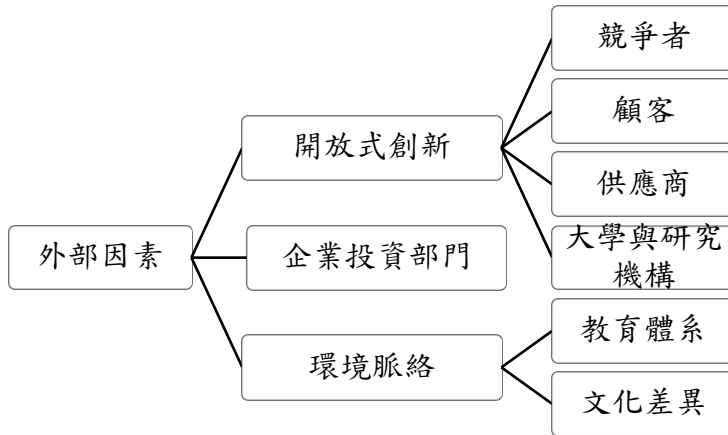 外部因素
開放式創新
競爭者
顧客
供應商
大學與研究
機構
企業投資部門
環境脈絡
教育體系
文化差異